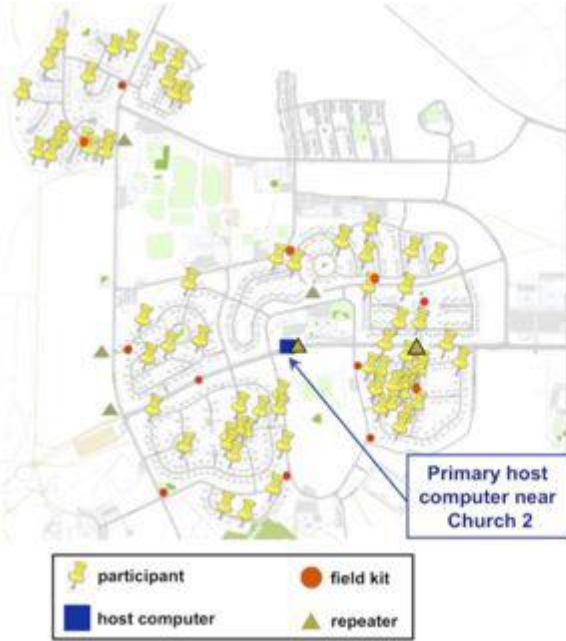 Primary host
computer near
Church 2
participant
field kit
host computer
repeater